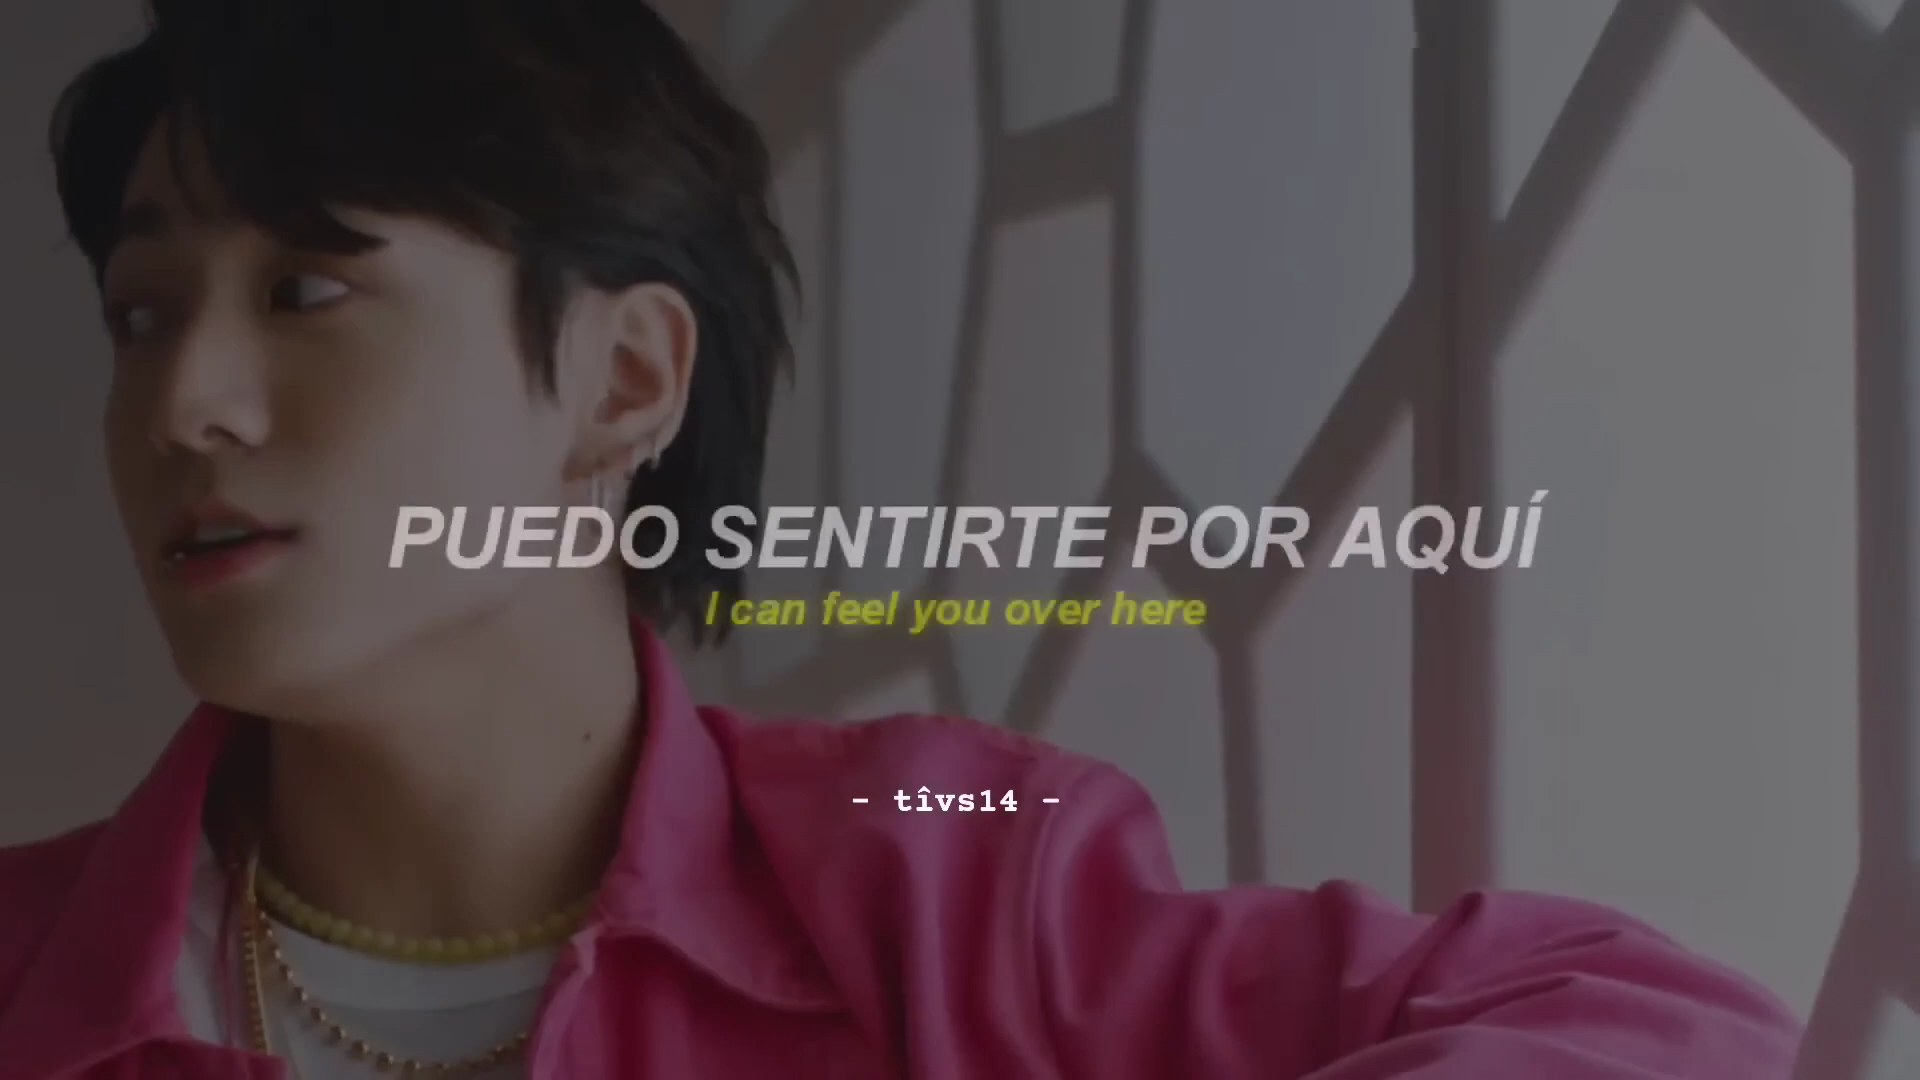 PUEDO SENTIRTE POR AQUÍ
I can feel you over here
- tîvs14 -